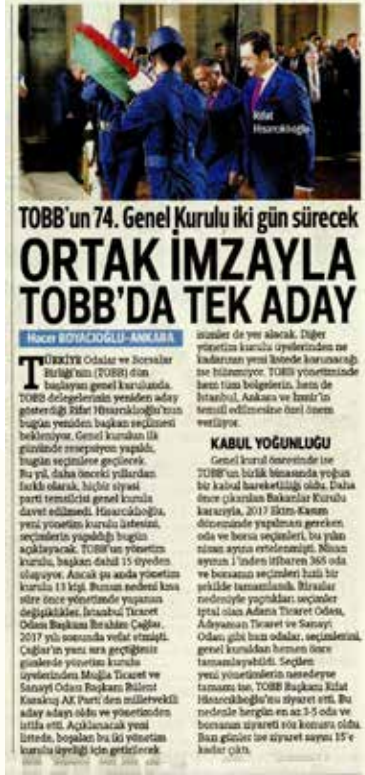 Rifat
Hisarcıklıoğlu
TOBB'un 74. Genel Kurulu iki gün sürecek
ORTAK İMZAYLA
TOBB'DA TEK ADAY
Hacer BOYACIOĞLU-ANKARA
TÜRKİYE Odalar ve Borsalar
Birliği'nin (TOBB) dün
başlayan genel kurulunda,
TOBB delegelerinin yeniden aday
gösterdiği Rifat Hisarcıklıoğlu'nun
bugün yeniden başkan seçilmesi
bekleniyor. Genel kurulun ilk
gününde resepsiyon yapıldı,
bugün seçimlere geçilecek.
Bu yıl, daha önceki yıllardan
farklı olarak, hiçbir siyasi
parti temsilcisi genel kurula
davet edilmedi. Hisarcıklıoğlu,
yeni yönetim kurulu listesini,
seçimlerin yapıldığı bugün
açıklayacak. TOBB'un yönetim
kurulu, başkan dahil 15 üyeden
oluşuyor. Ancak şu anda yönetim
kurulu 13 kişi. Bunun nedeni kısa
süre önce yönetimde yaşanan
değişiklikler. İstanbul Ticaret
Odası Başkanı İbrahim Çağlar,
2017 yılı sonunda vefat etmişti.
Çağlar'ın yanı sıra geçtiğimiz
günlerde yönetim kurulu
üyelerinden Muğla Ticaret ve
Sanayi Odası Başkanı Bülent
Karakuş AK Parti'den milletvekili
aday adayı oldu ve yönetimden
istifa etti. Açıklanacak yeni
listede, boşalan bu iki yönetim
kurulu üyeliği için getirilecek
isimler de yer alacak. Diğer
yönetim kurulu üyelerinden ne
kadarının yeni listede korunacağı
ise bilinmiyor. TOBB yönetiminde
hem tüm bölgelerin, hem de
İstanbul, Ankara ve İzmir'in
temsil edilmesine özel önem
veriliyor.
KABUL YOĞUNLUĞU
Genel kurul öncesinde ise
TOBB'un birlik binasında yoğun
bir kabul hareketliliği oldu. Daha
önce çıkarılan Bakanlar Kurulu
kararıyla, 2017 Ekim-Kasım
döneminde yapılması gereken
oda ve borsa seçimleri, bu yılın
nisan ayına ertelenmişti. Nisan
ayının 1'inden itibaren 365 oda
ve borsanın seçimleri hızlı bir
şekilde tamamlandı. İtirazlar
nedeniyle yaptıkları seçimler
iptal olan Adana Ticaret Odası,
Adıyaman Ticaret ve Sanayi
Odası gibi bazı odalar, seçimlerini,
genel kuruldan hemen önce
tamamlayabildi. Seçilen
yeni yönetimlerin neredeyse
tamamı ise, TOBB Başkanı Rifat
Hisarcıklıoğlu'nu ziyaret etti. Bu
nedenle hergün en az 3-5 oda ve
borsanın ziyareti söz konusu oldu.
Bazı günler ise ziyaret sayısı 15'e
kadar çıktı.